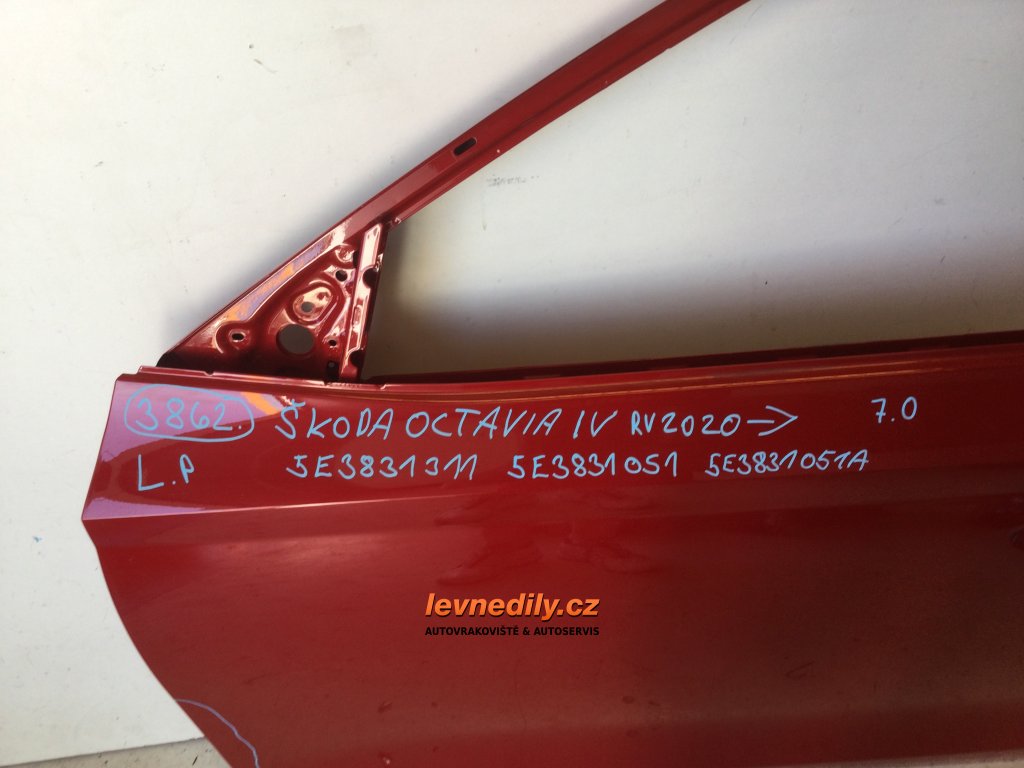 3862. ŠKODA OCTAVIA IV RV2020→ 7.0
L.P 5E3831311 5E3831051 5E3831051A
levnedily.cz
AUTOVRAKOVIŠTĚ & AUTOSERVIS